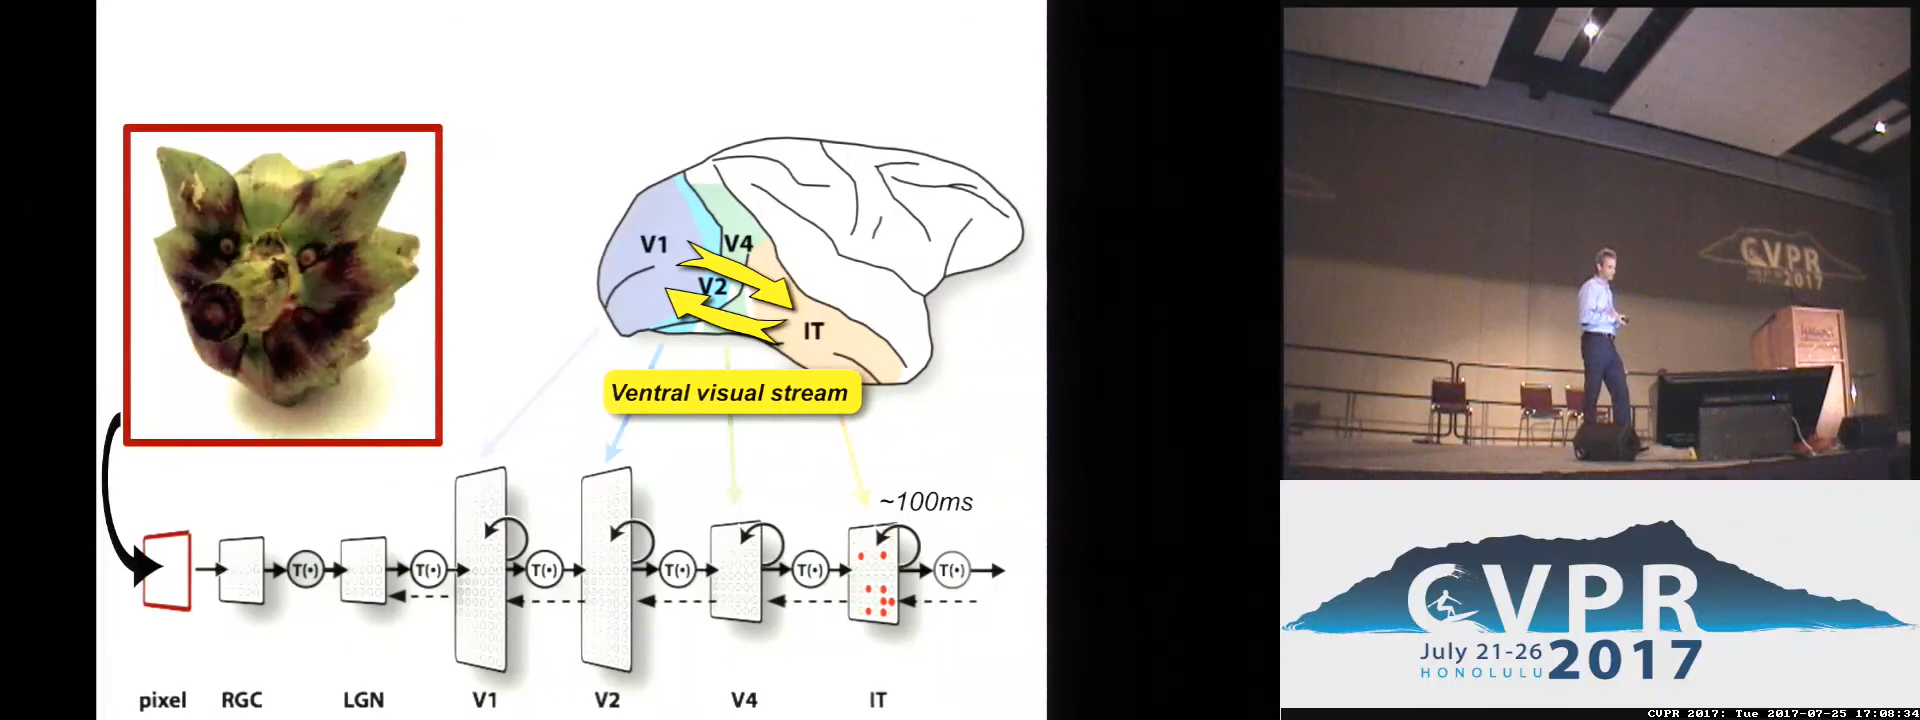 V1
V4
V2
IT
Ventral visual stream
~100ms
T(•)
T(•)
T(•)
T(•)
T(•)
T(•)
pixel
RGC
LGN
V1
V2
V4
IT
CVPR
2017
CVPR
July 21-26
HONOLULU
2017
CVPR 2017: Tue 2017-07-25 17:08:34